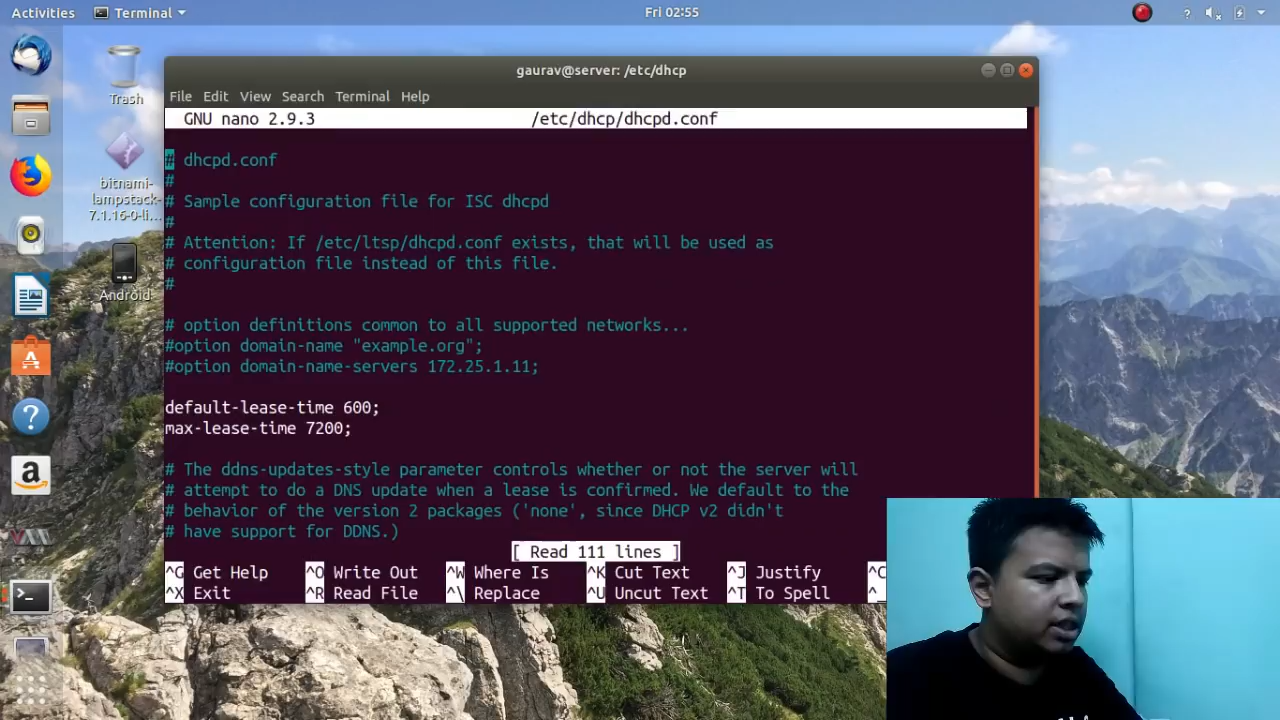 Activities
Terminal
Fri 02:55
?
Trash
bitnami-
lampstack-
7.1.16-0-li...
Android
gaurav@server: /etc/dhcp
File Edit View Search Terminal Help
GNU nano 2.9.3 /etc/dhcp/dhcpd.conf
# dhcpd.conf
#
# Sample configuration file for ISC dhcpd
#
# Attention: If /etc/ltsp/dhcpd.conf exists, that will be used as
# configuration file instead of this file.
#
# option definitions common to all supported networks...
#option domain-name "example.org";
#option domain-name-servers 172.25.1.11;
default-lease-time 600;
max-lease-time 7200;
# The ddns-updates-style parameter controls whether or not the server will
# attempt to do a DNS update when a lease is confirmed. We default to the
# behavior of the version 2 packages ('none', since DHCP v2 didn't
# have support for DDNS.)
[ Read 111 lines ]
^G Get Help ^O Write Out ^W Where Is ^K Cut Text ^J Justify ^C
^X Exit ^R Read File ^\ Replace ^U Uncut Text ^T To Spell ^_